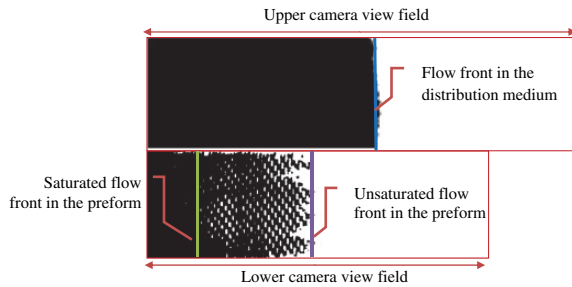 Upper camera view field
Flow front in the
distribution medium
Saturated flow
front in the preform
Unsaturated flow
front in the preform
Lower camera view field